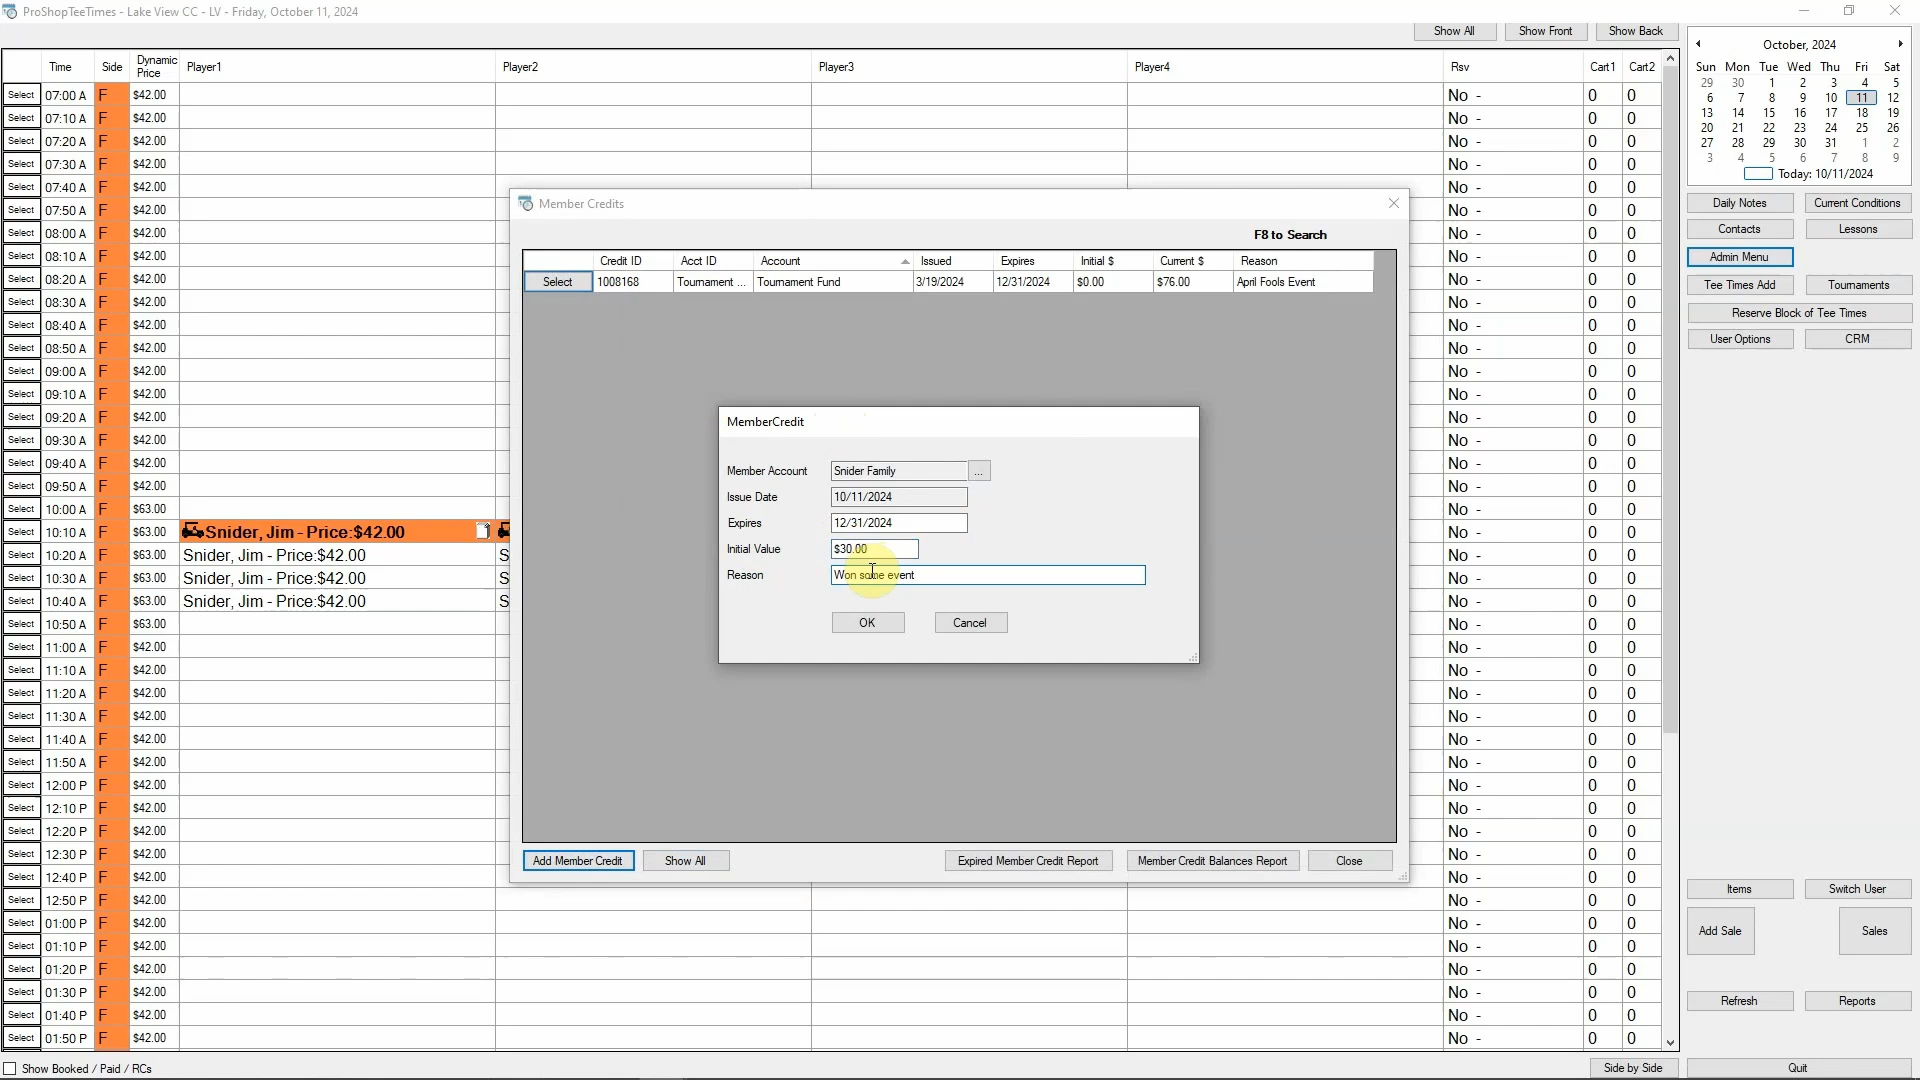 ProShopTeeTimes - Lake View CC - LV - Friday, October 11, 2024
Show All Show Front Show Back
Time Side Dynamic Price Player1 Player2 Player3 Player4 Rsv Cart1 Cart2
Select 07:00 A F $42.00 No - 0 0
Select 07:10 A F $42.00 No - 0 0
Select 07:20 A F $42.00 No - 0 0
Select 07:30 A F $42.00 No - 0 0
Select 07:40 A F $42.00 No - 0 0
Select 07:50 A F $42.00 No - 0 0
Select 08:00 A F $42.00 No - 0 0
Select 08:10 A F $42.00 No - 0 0
Select 08:20 A F $42.00 No - 0 0
Select 08:30 A F $42.00 No - 0 0
Select 08:40 A F $42.00 No - 0 0
Select 08:50 A F $42.00 No - 0 0
Select 09:00 A F $42.00 No - 0 0
Select 09:10 A F $42.00 No - 0 0
Select 09:20 A F $42.00 No - 0 0
Select 09:30 A F $42.00 No - 0 0
Select 09:40 A F $42.00 No - 0 0
Select 09:50 A F $42.00 No - 0 0
Select 10:00 A F $63.00 No - 0 0
Select 10:10 A F $63.00 Snider, Jim - Price:$42.00 No - 0 0
Select 10:20 A F $63.00 Snider, Jim - Price:$42.00 S No - 0 0
Select 10:30 A F $63.00 Snider, Jim - Price:$42.00 S No - 0 0
Select 10:40 A F $63.00 Snider, Jim - Price:$42.00 S No - 0 0
Select 10:50 A F $63.00 No - 0 0
Select 11:00 A F $42.00 No - 0 0
Select 11:10 A F $42.00 No - 0 0
Select 11:20 A F $42.00 No - 0 0
Select 11:30 A F $42.00 No - 0 0
Select 11:40 A F $42.00 No - 0 0
Select 11:50 A F $42.00 No - 0 0
Select 12:00 P F $42.00 No - 0 0
Select 12:10 P F $42.00 No - 0 0
Select 12:20 P F $42.00 No - 0 0
Select 12:30 P F $42.00 No - 0 0
Select 12:40 P F $42.00 No - 0 0
Select 12:50 P F $42.00 No - 0 0
Select 01:00 P F $42.00 No - 0 0
Select 01:10 P F $42.00 No - 0 0
Select 01:20 P F $42.00 No - 0 0
Select 01:30 P F $42.00 No - 0 0
Select 01:40 P F $42.00 No - 0 0
Select 01:50 P F $42.00 No - 0 0
Show Booked / Paid / RCs
Side by Side
Member Credits
F8 to Search
Credit ID Acct ID Account Issued Expires Initial $ Current $ Reason
Select 1008168 Tournament ... Tournament Fund 3/19/2024 12/31/2024 $0.00 $76.00 April Fools Event
MemberCredit
Member Account Snider Family ...
Issue Date 10/11/2024
Expires 12/31/2024
Initial Value $30.00
Reason Won some event
OK Cancel
Add Member Credit Show All Expired Member Credit Report Member Credit Balances Report Close
October, 2024
Sun Mon Tue Wed Thu Fri Sat
29 30 1 2 3 4 5
6 7 8 9 10 11 12
13 14 15 16 17 18 19
20 21 22 23 24 25 26
27 28 29 30 31 1 2
3 4 5 6 7 8 9
Today: 10/11/2024
Daily Notes Current Conditions
Contacts Lessons
Admin Menu
Tee Times Add Tournaments
Reserve Block of Tee Times
User Options CRM
Items Switch User
Add Sale Sales
Refresh Reports
Quit